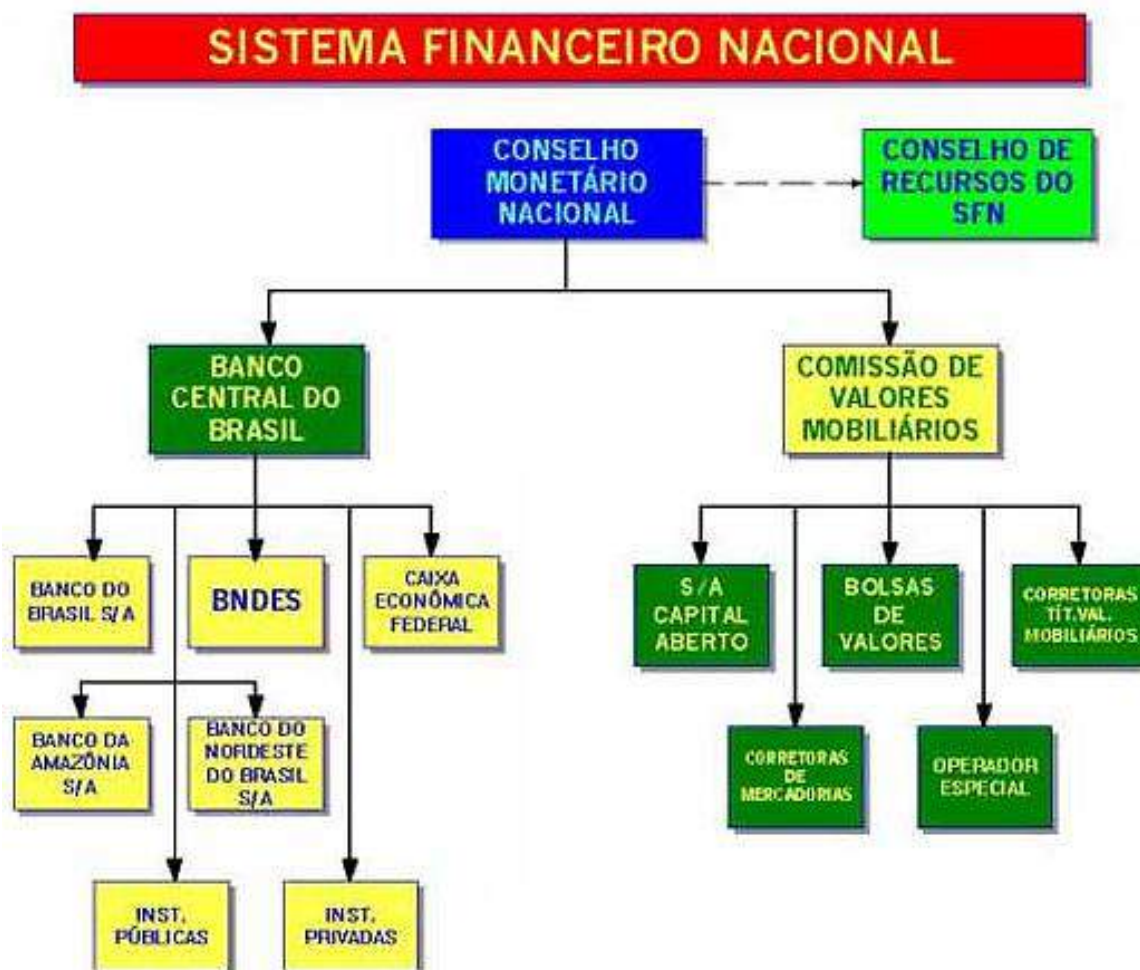 SISTEMA FINANCEIRO NACIONAL
CONSELHO
MONETÁRIO
NACIONAL
CONSELHO DE
RECURSOS DO
SFN
BANCO
CENTRAL DO
BRASIL
COMISSÃO DE
VALORES
MOBILIÁRIOS
BANCO DO
BRASIL S/A
BNDES
CAIXA
ECONÔMICA
FEDERAL
S/A
CAPITAL
ABERTO
BOLSAS
DE
VALORES
CORRETORAS
TÍT.VAL.
MOBILIÁRIOS
BANCO DA
AMAZÔNIA
S/A
BANCO DO
NORDESTE
DO BRASIL
S/A
CORRETORAS
DE
MERCADORIAS
OPERADOR
ESPECIAL
INST.
PÚBLICAS
INST.
PRIVADAS